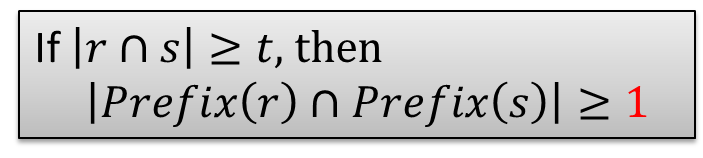 If |r ∩ s| ≥ t, then
|Prefix(r) ∩ Prefix(s)| ≥ 1